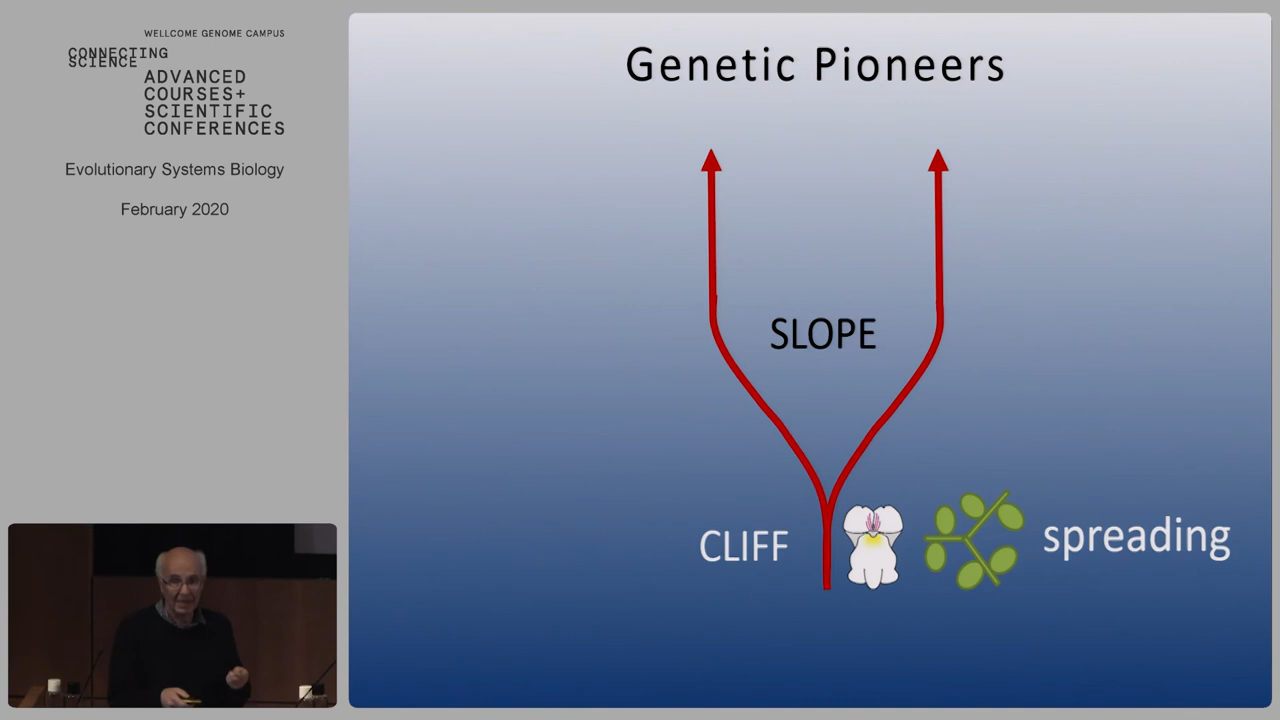 WELLCOME GENOME CAMPUS
CONNECTING
SCIENCE
ADVANCED
COURSES+
SCIENTIFIC
CONFERENCES
Evolutionary Systems Biology
February 2020
Genetic Pioneers
SLOPE
CLIFF
spreading